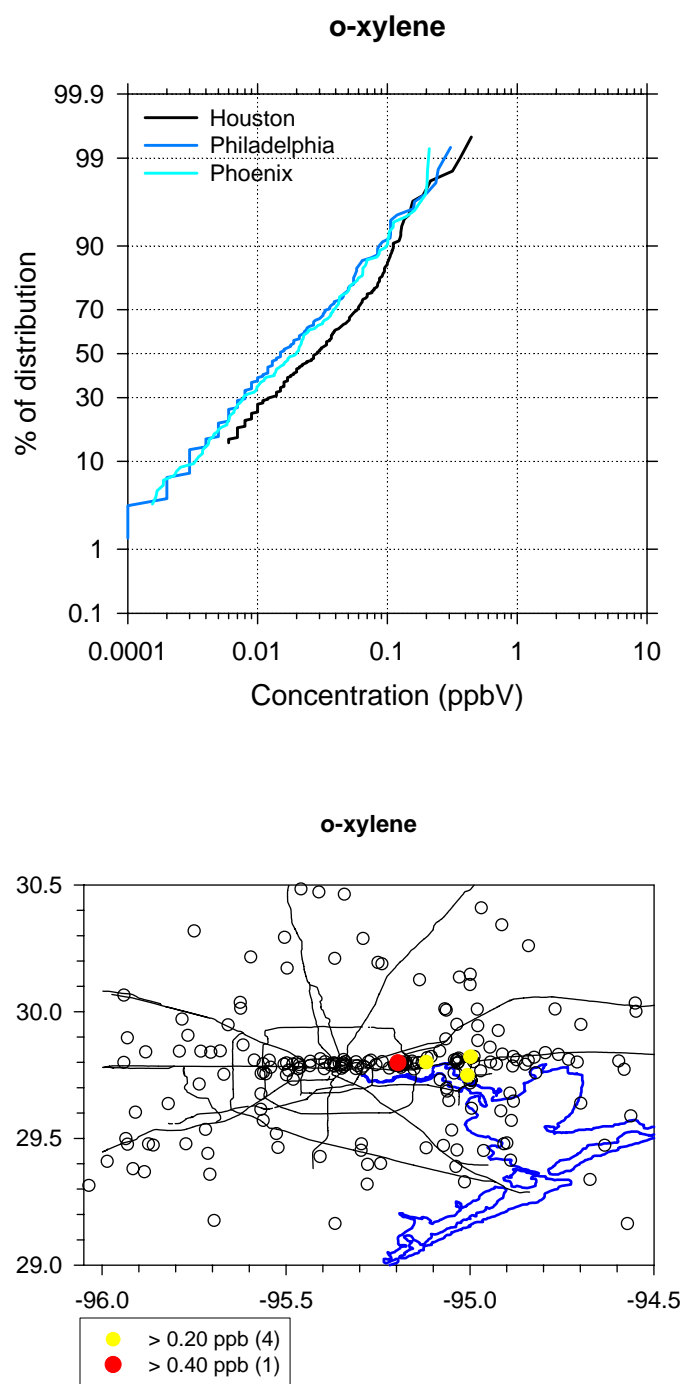 o-xylene
99.9
99
90
70
50
30
10
1
0.1
% of distribution
Houston
Philadelphia
Phoenix
0.0001 0.01 0.1 1 10
Concentration (ppbV)
o-xylene
30.5
30.0
29.5
29.0
-96.0 -95.5 -95.0 -94.5
> 0.20 ppb (4)
> 0.40 ppb (1)